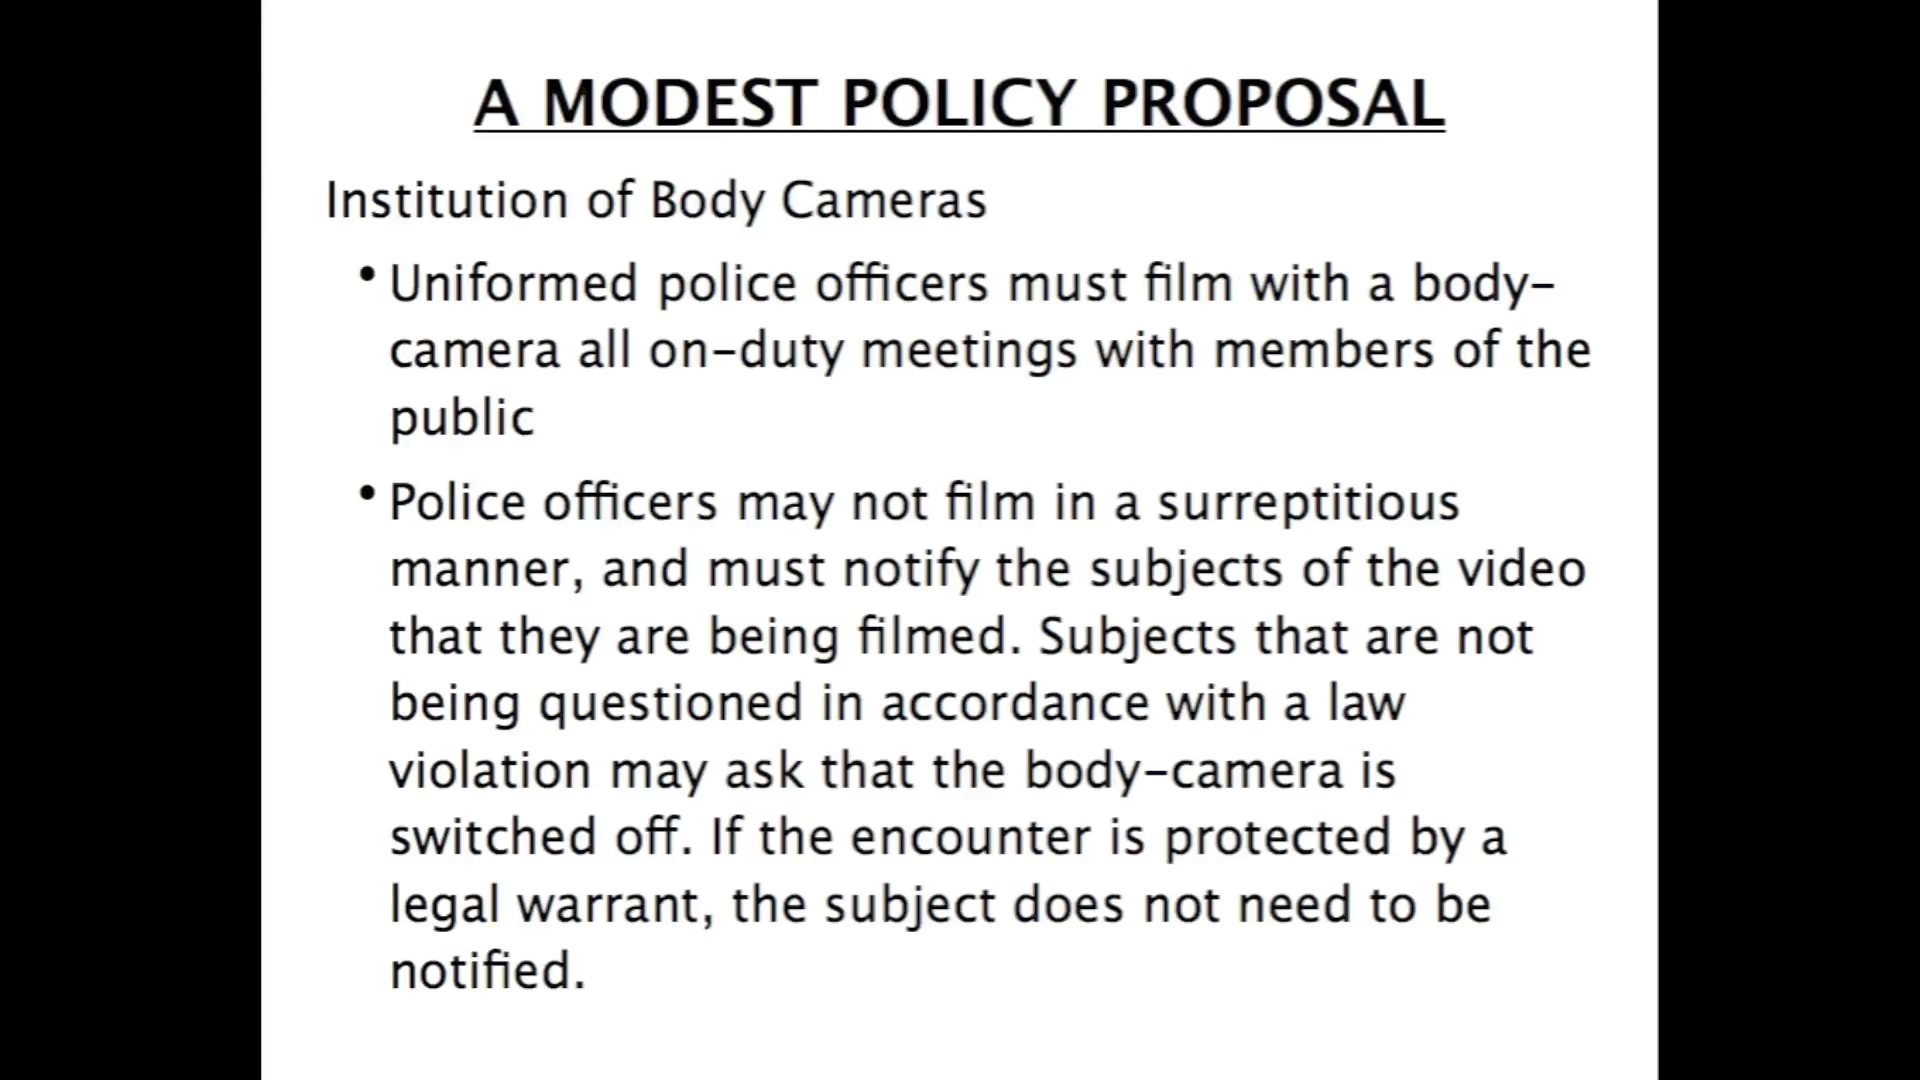 A MODEST POLICY PROPOSAL
Institution of Body Cameras
• Uniformed police officers must film with a body-
camera all on-duty meetings with members of the
public
• Police officers may not film in a surreptitious
manner, and must notify the subjects of the video
that they are being filmed. Subjects that are not
being questioned in accordance with a law
violation may ask that the body-camera is
switched off. If the encounter is protected by a
legal warrant, the subject does not need to be
notified.